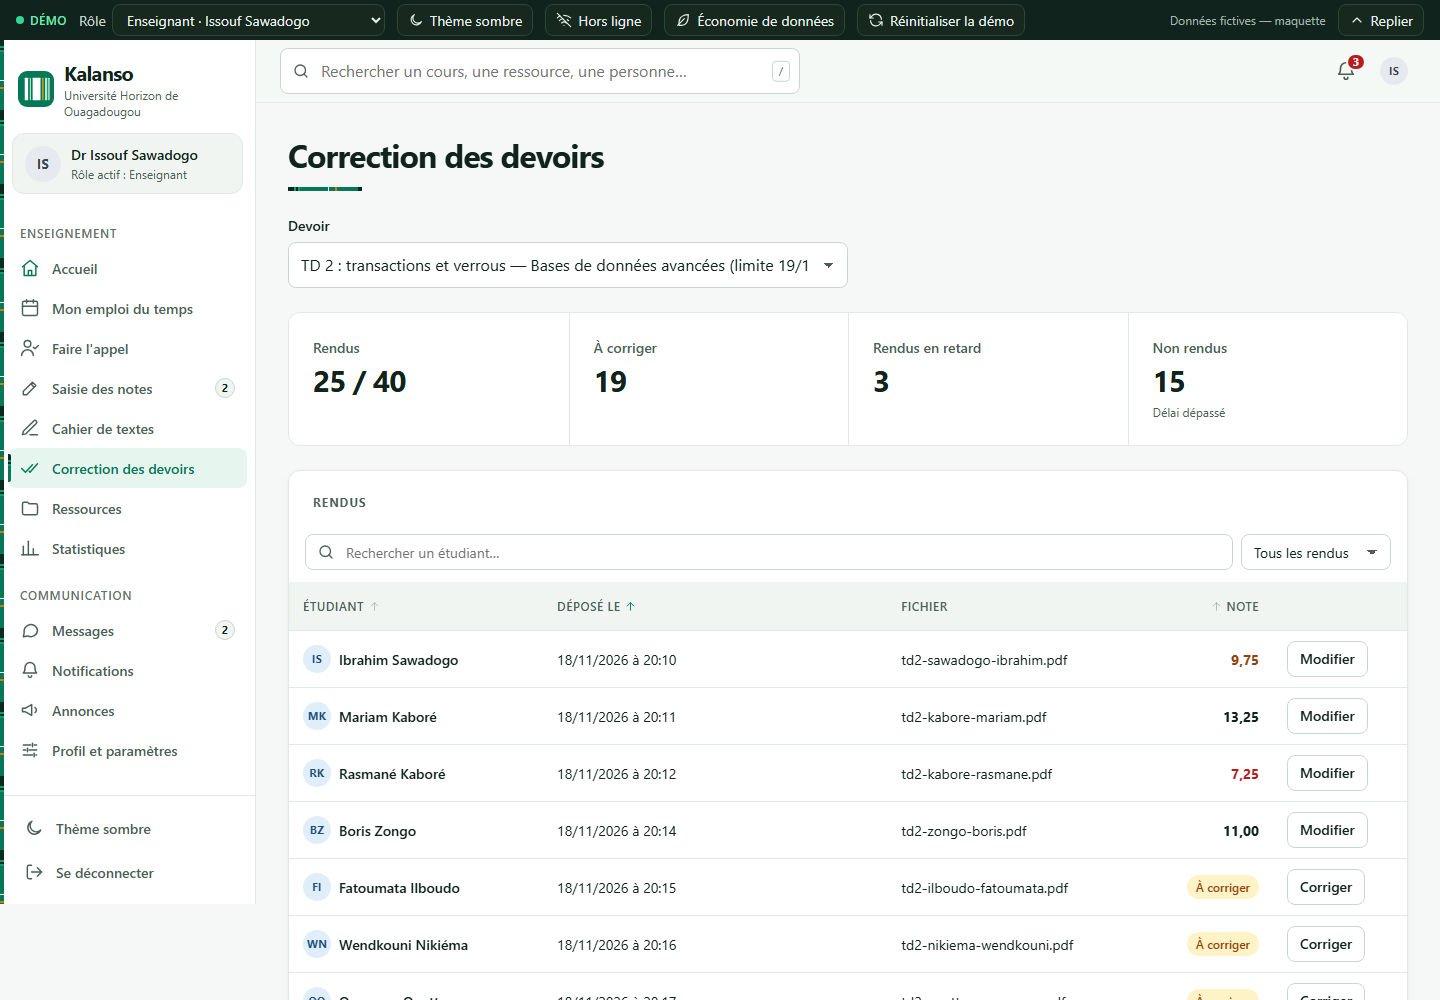 DÉMO Rôle Enseignant · Issouf Sawadogo Thème sombre Hors ligne Économie de données Réinitialiser la démo Données fictives — maquette Replier
Kalanso
Université Horizon de
Ouagadougou
IS
Dr Issouf Sawadogo
Rôle actif : Enseignant
ENSEIGNEMENT
Accueil
Mon emploi du temps
Faire l'appel
Saisie des notes 2
Cahier de textes
Correction des devoirs
Ressources
Statistiques
COMMUNICATION
Messages 2
Notifications
Annonces
Profil et paramètres
Thème sombre
Se déconnecter
Rechercher un cours, une ressource, une personne... / 3 IS
Correction des devoirs
Devoir
TD 2 : transactions et verrous — Bases de données avancées (limite 19/1
Rendus
25 / 40
À corriger
19
Rendus en retard
3
Non rendus
15
Délai dépassé
RENDUS
Rechercher un étudiant... Tous les rendus
ÉTUDIANT ↑ DÉPOSÉ LE ↑ FICHIER ↑ NOTE
IS Ibrahim Sawadogo 18/11/2026 à 20:10 td2-sawadogo-ibrahim.pdf 9,75 Modifier
MK Mariam Kaboré 18/11/2026 à 20:11 td2-kabore-mariam.pdf 13,25 Modifier
RK Rasmané Kaboré 18/11/2026 à 20:12 td2-kabore-rasmane.pdf 7,25 Modifier
BZ Boris Zongo 18/11/2026 à 20:14 td2-zongo-boris.pdf 11,00 Modifier
FI Fatoumata Ilboudo 18/11/2026 à 20:15 td2-ilboudo-fatoumata.pdf À corriger Corriger
WN Wendkouni Nikiéma 18/11/2026 à 20:16 td2-nikiema-wendkouni.pdf À corriger Corriger